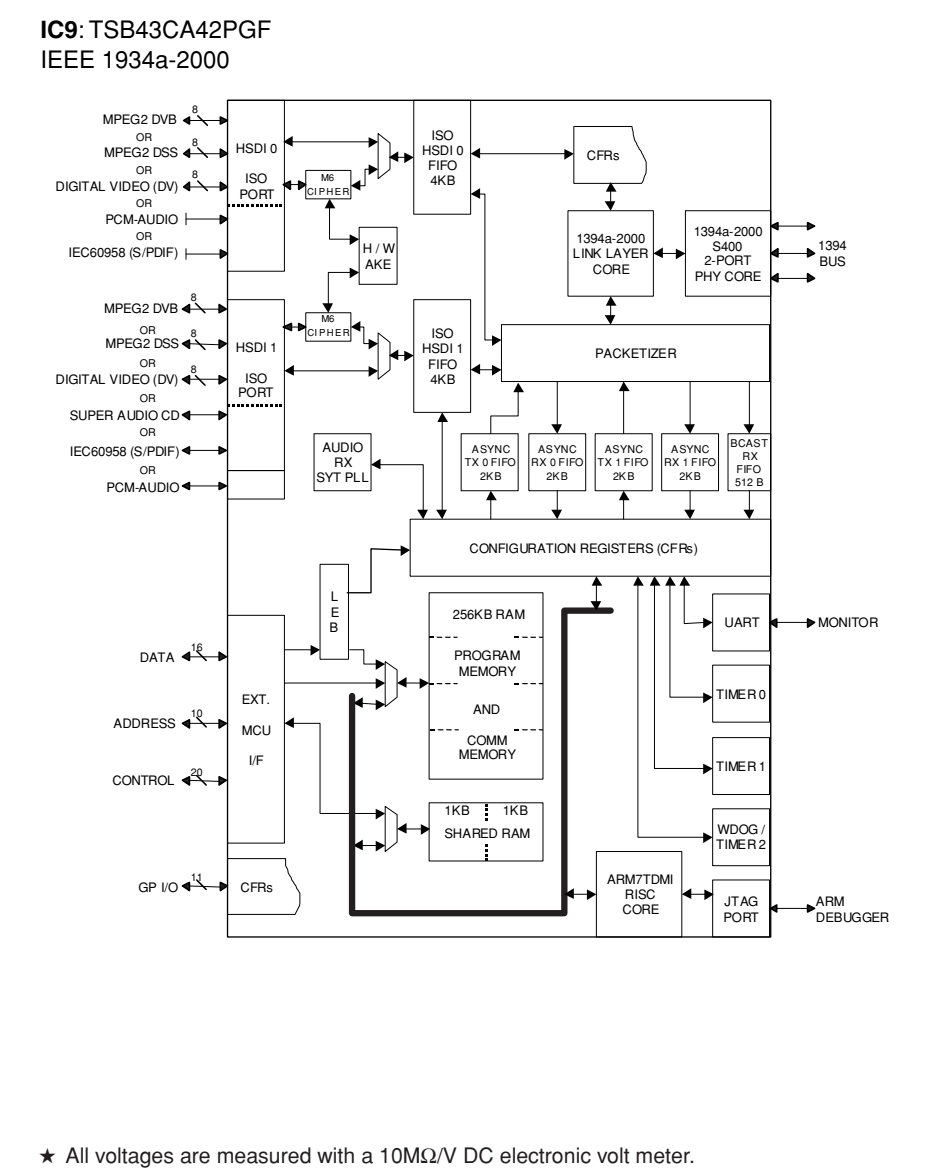 IC9: TSB43CA42PGF
IEEE 1934a-2000
MPEG2 DVB
8
OR
MPEG2 DSS
8
OR
DIGITAL VIDEO (DV)
8
OR
PCM-AUDIO
OR
IEC60958 (S/PDIF)
HSDI 0
ISO
PORT
M6
CIPHER
H / W
AKE
ISO
HSDI 0
FIFO
4KB
CFRs
1394a-2000
LINK LAYER
CORE
1394a-2000
S400
2-PORT
PHY CORE
1394
BUS
MPEG2 DVB
8
OR
MPEG2 DSS
8
OR
DIGITAL VIDEO (DV)
8
OR
SUPER AUDIO CD
OR
IEC60958 (S/PDIF)
OR
PCM-AUDIO
HSDI 1
ISO
PORT
M6
CIPHER
ISO
HSDI 1
FIFO
4KB
PACKETIZER
AUDIO
RX
SYT PLL
ASYNC
TX 0 FIFO
2KB
ASYNC
RX 0 FIFO
2KB
ASYNC
TX 1 FIFO
2KB
ASYNC
RX 1 FIFO
2KB
BCAST
RX
FIFO
512 B
CONFIGURATION REGISTERS (CFRs)
L
E
B
256KB RAM
PROGRAM
MEMORY
AND
COMM
MEMORY
UART
MONITOR
DATA
16
ADDRESS
10
CONTROL
20
EXT.
MCU
I/F
TIMER 0
TIMER 1
1KB
1KB
SHARED RAM
WDOG /
TIMER 2
GP I/O
11
CFRs
ARM7TDMI
RISC
CORE
JTAG
PORT
ARM
DEBUGGER
★ All voltages are measured with a 10MΩ/V DC electronic volt meter.